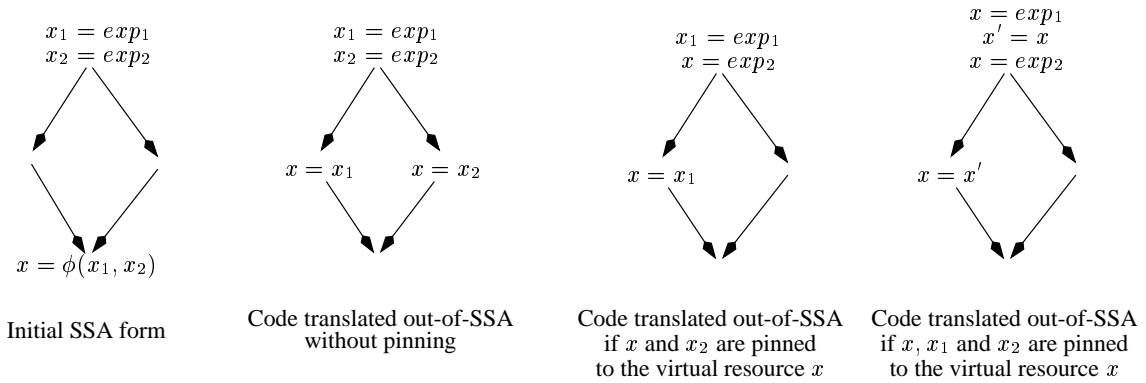 x₁ = exp₁
x₂ = exp₂
x = ϕ(x₁, x₂)
Initial SSA form
x₁ = exp₁
x₂ = exp₂
x = x₁
x = x₂
Code translated out-of-SSA
without pinning
x₁ = exp₁
x = exp₂
x = x₁
Code translated out-of-SSA
if x and x₂ are pinned
to the virtual resource x
x = exp₁
x′ = x
x = exp₂
x = x′
Code translated out-of-SSA
if x, x₁ and x₂ are pinned
to the virtual resource x